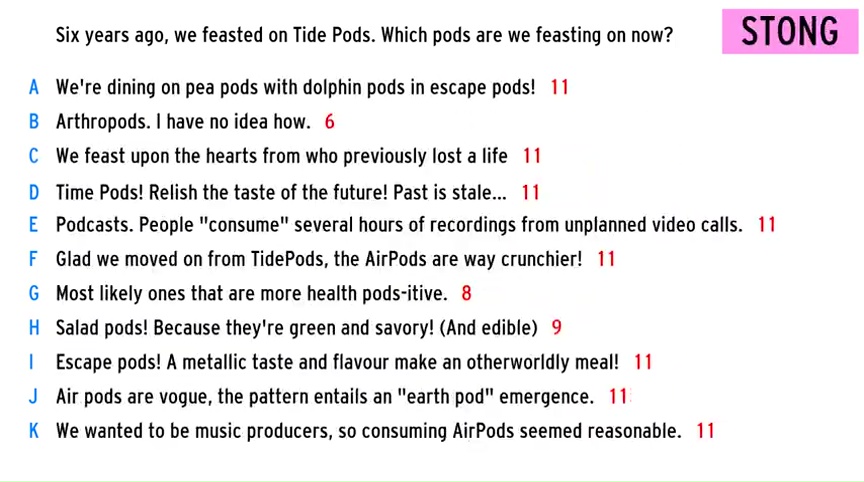 Six years ago, we feasted on Tide Pods. Which pods are we feasting on now?
STONG
A We're dining on pea pods with dolphin pods in escape pods! 11
B Arthropods. I have no idea how. 6
C We feast upon the hearts from who previously lost a life 11
D Time Pods! Relish the taste of the future! Past is stale... 11
E Podcasts. People "consume" several hours of recordings from unplanned video calls. 11
F Glad we moved on from TidePods, the AirPods are way crunchier! 11
G Most likely ones that are more health pods-itive. 8
H Salad pods! Because they're green and savory! (And edible) 9
I Escape pods! A metallic taste and flavour make an otherworldly meal! 11
J Air pods are vogue, the pattern entails an "earth pod" emergence. 11
K We wanted to be music producers, so consuming AirPods seemed reasonable. 11